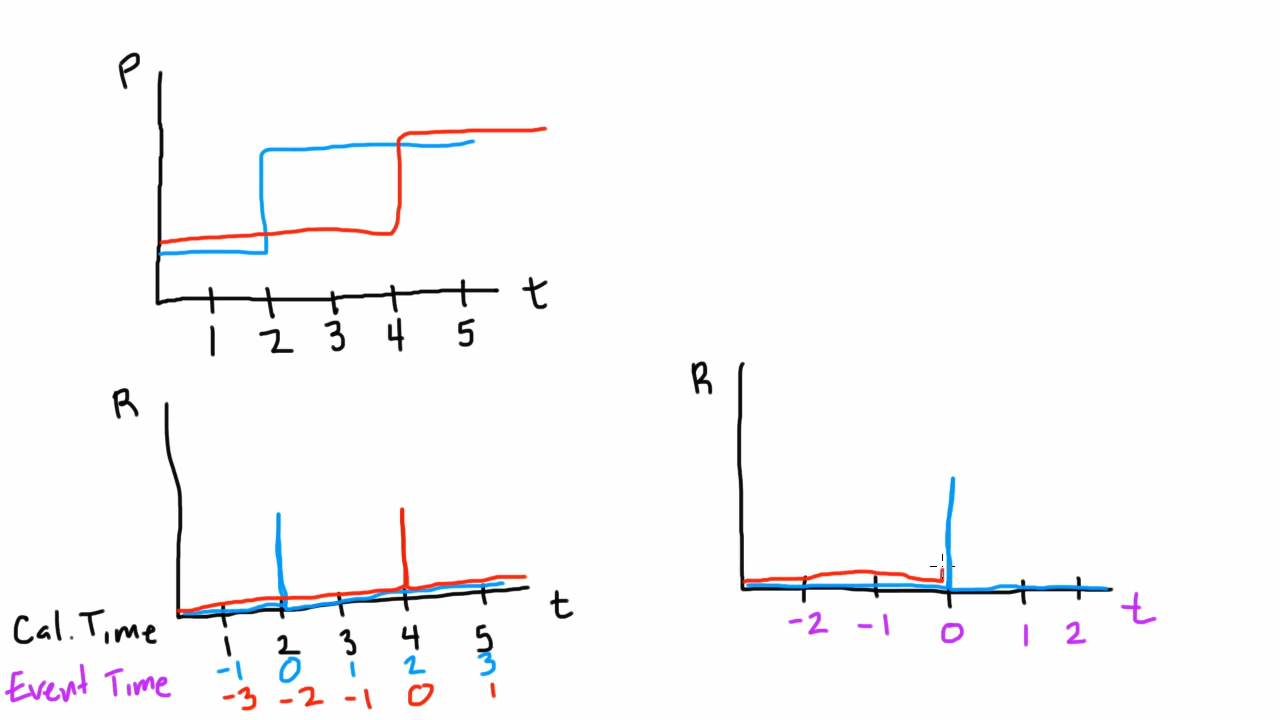 P
t
1 2 3 4 5
R
R
t
Cal. Time 1 2 3 4 5
-2 -1 0 1 2 t
Event Time -1 0 1 2 3
-3 -2 -1 0 1